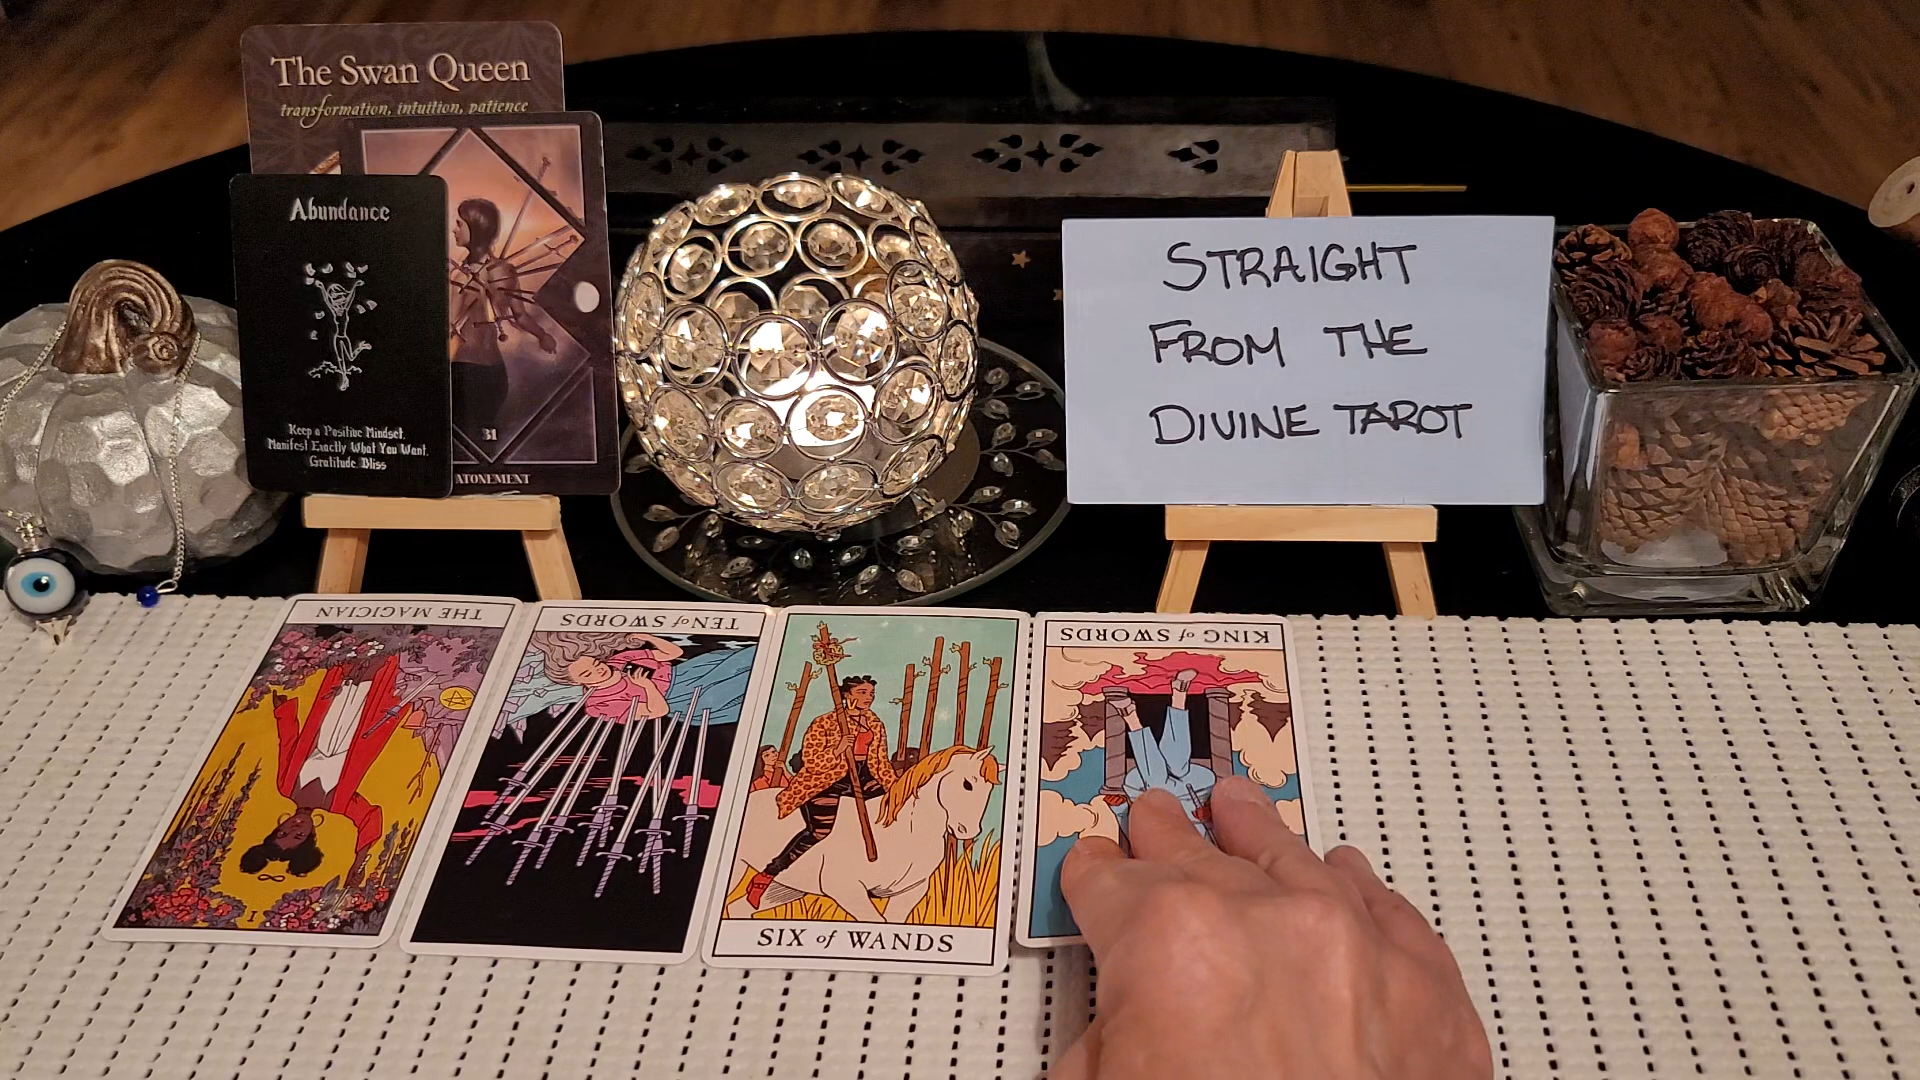 The Swan Queen
transformation, intuition, patience
Abundance
Keep a Positive Mindset.
Manifest Exactly What You Want.
Gratitude. Bliss
31
ATONEMENT
STRAIGHT
FROM THE
DIVINE TAROT
THE MAGICIAN
I
TEN of SWORDS
SIX of WANDS
KING of SWORDS